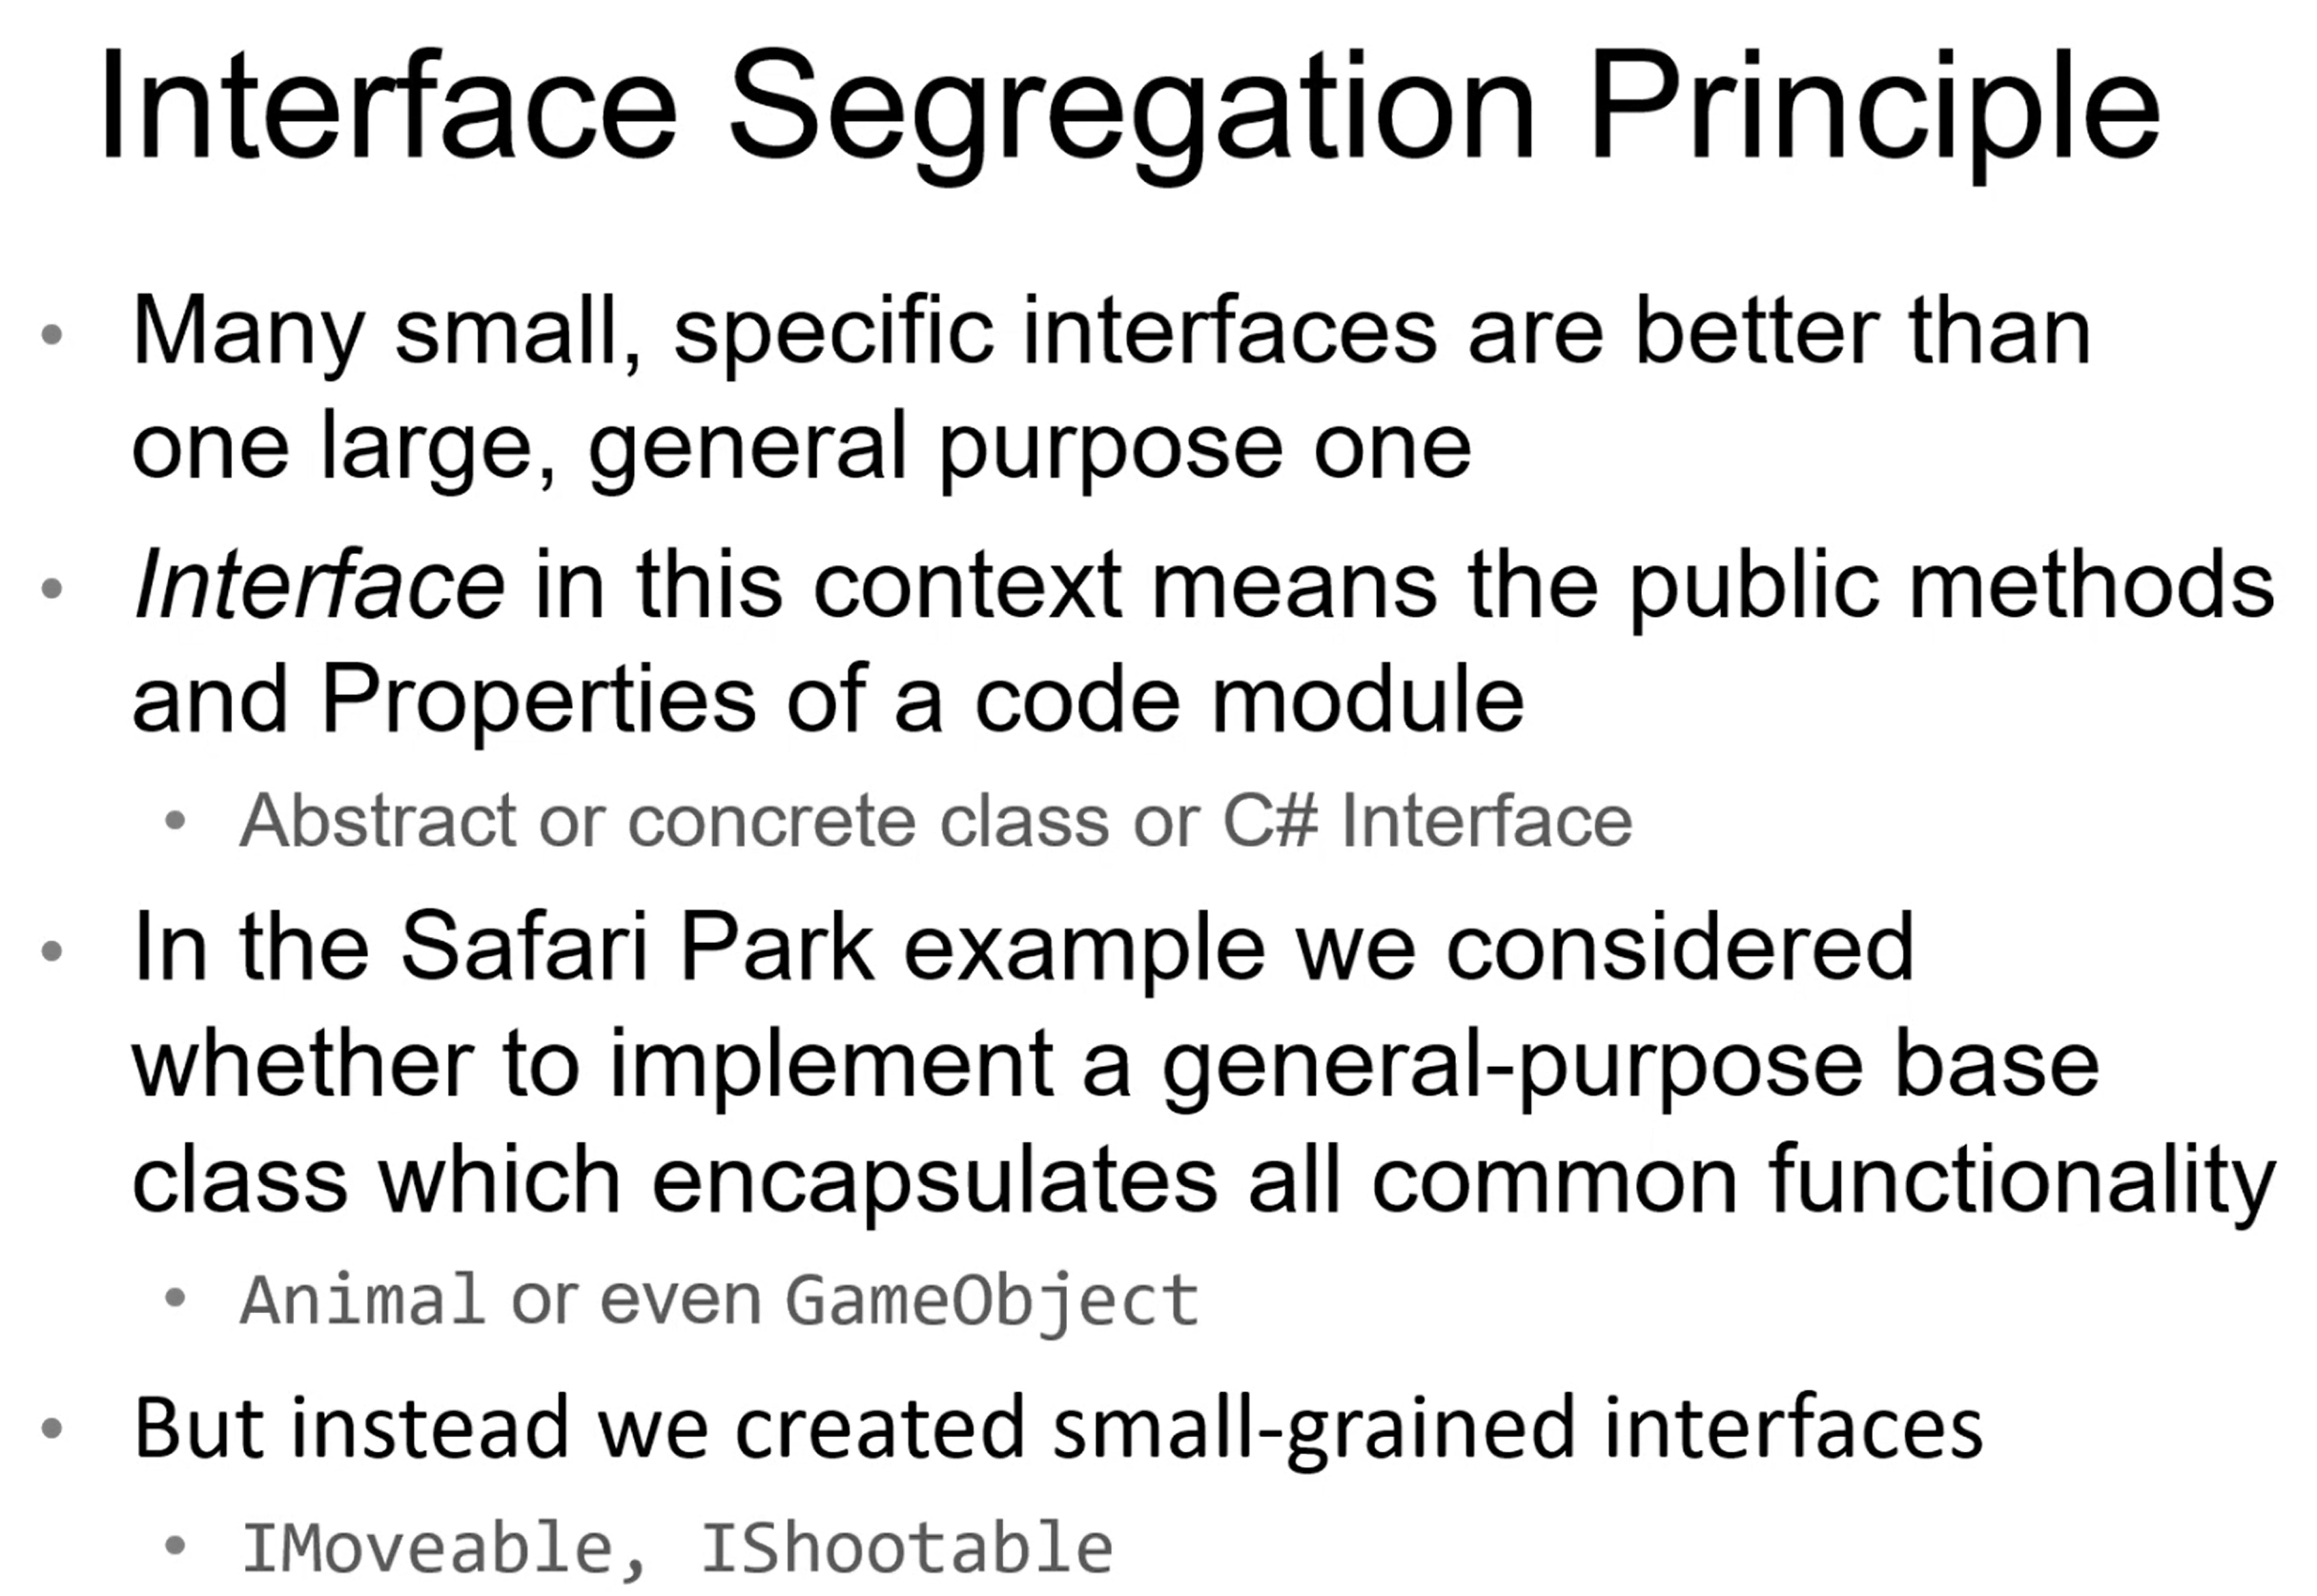 Interface Segregation Principle
• Many small, specific interfaces are better than
one large, general purpose one
• Interface in this context means the public methods
and Properties of a code module
• Abstract or concrete class or C# Interface
• In the Safari Park example we considered
whether to implement a general-purpose base
class which encapsulates all common functionality
• Animal or even GameObject
• But instead we created small-grained interfaces
• IMoveable, IShootable